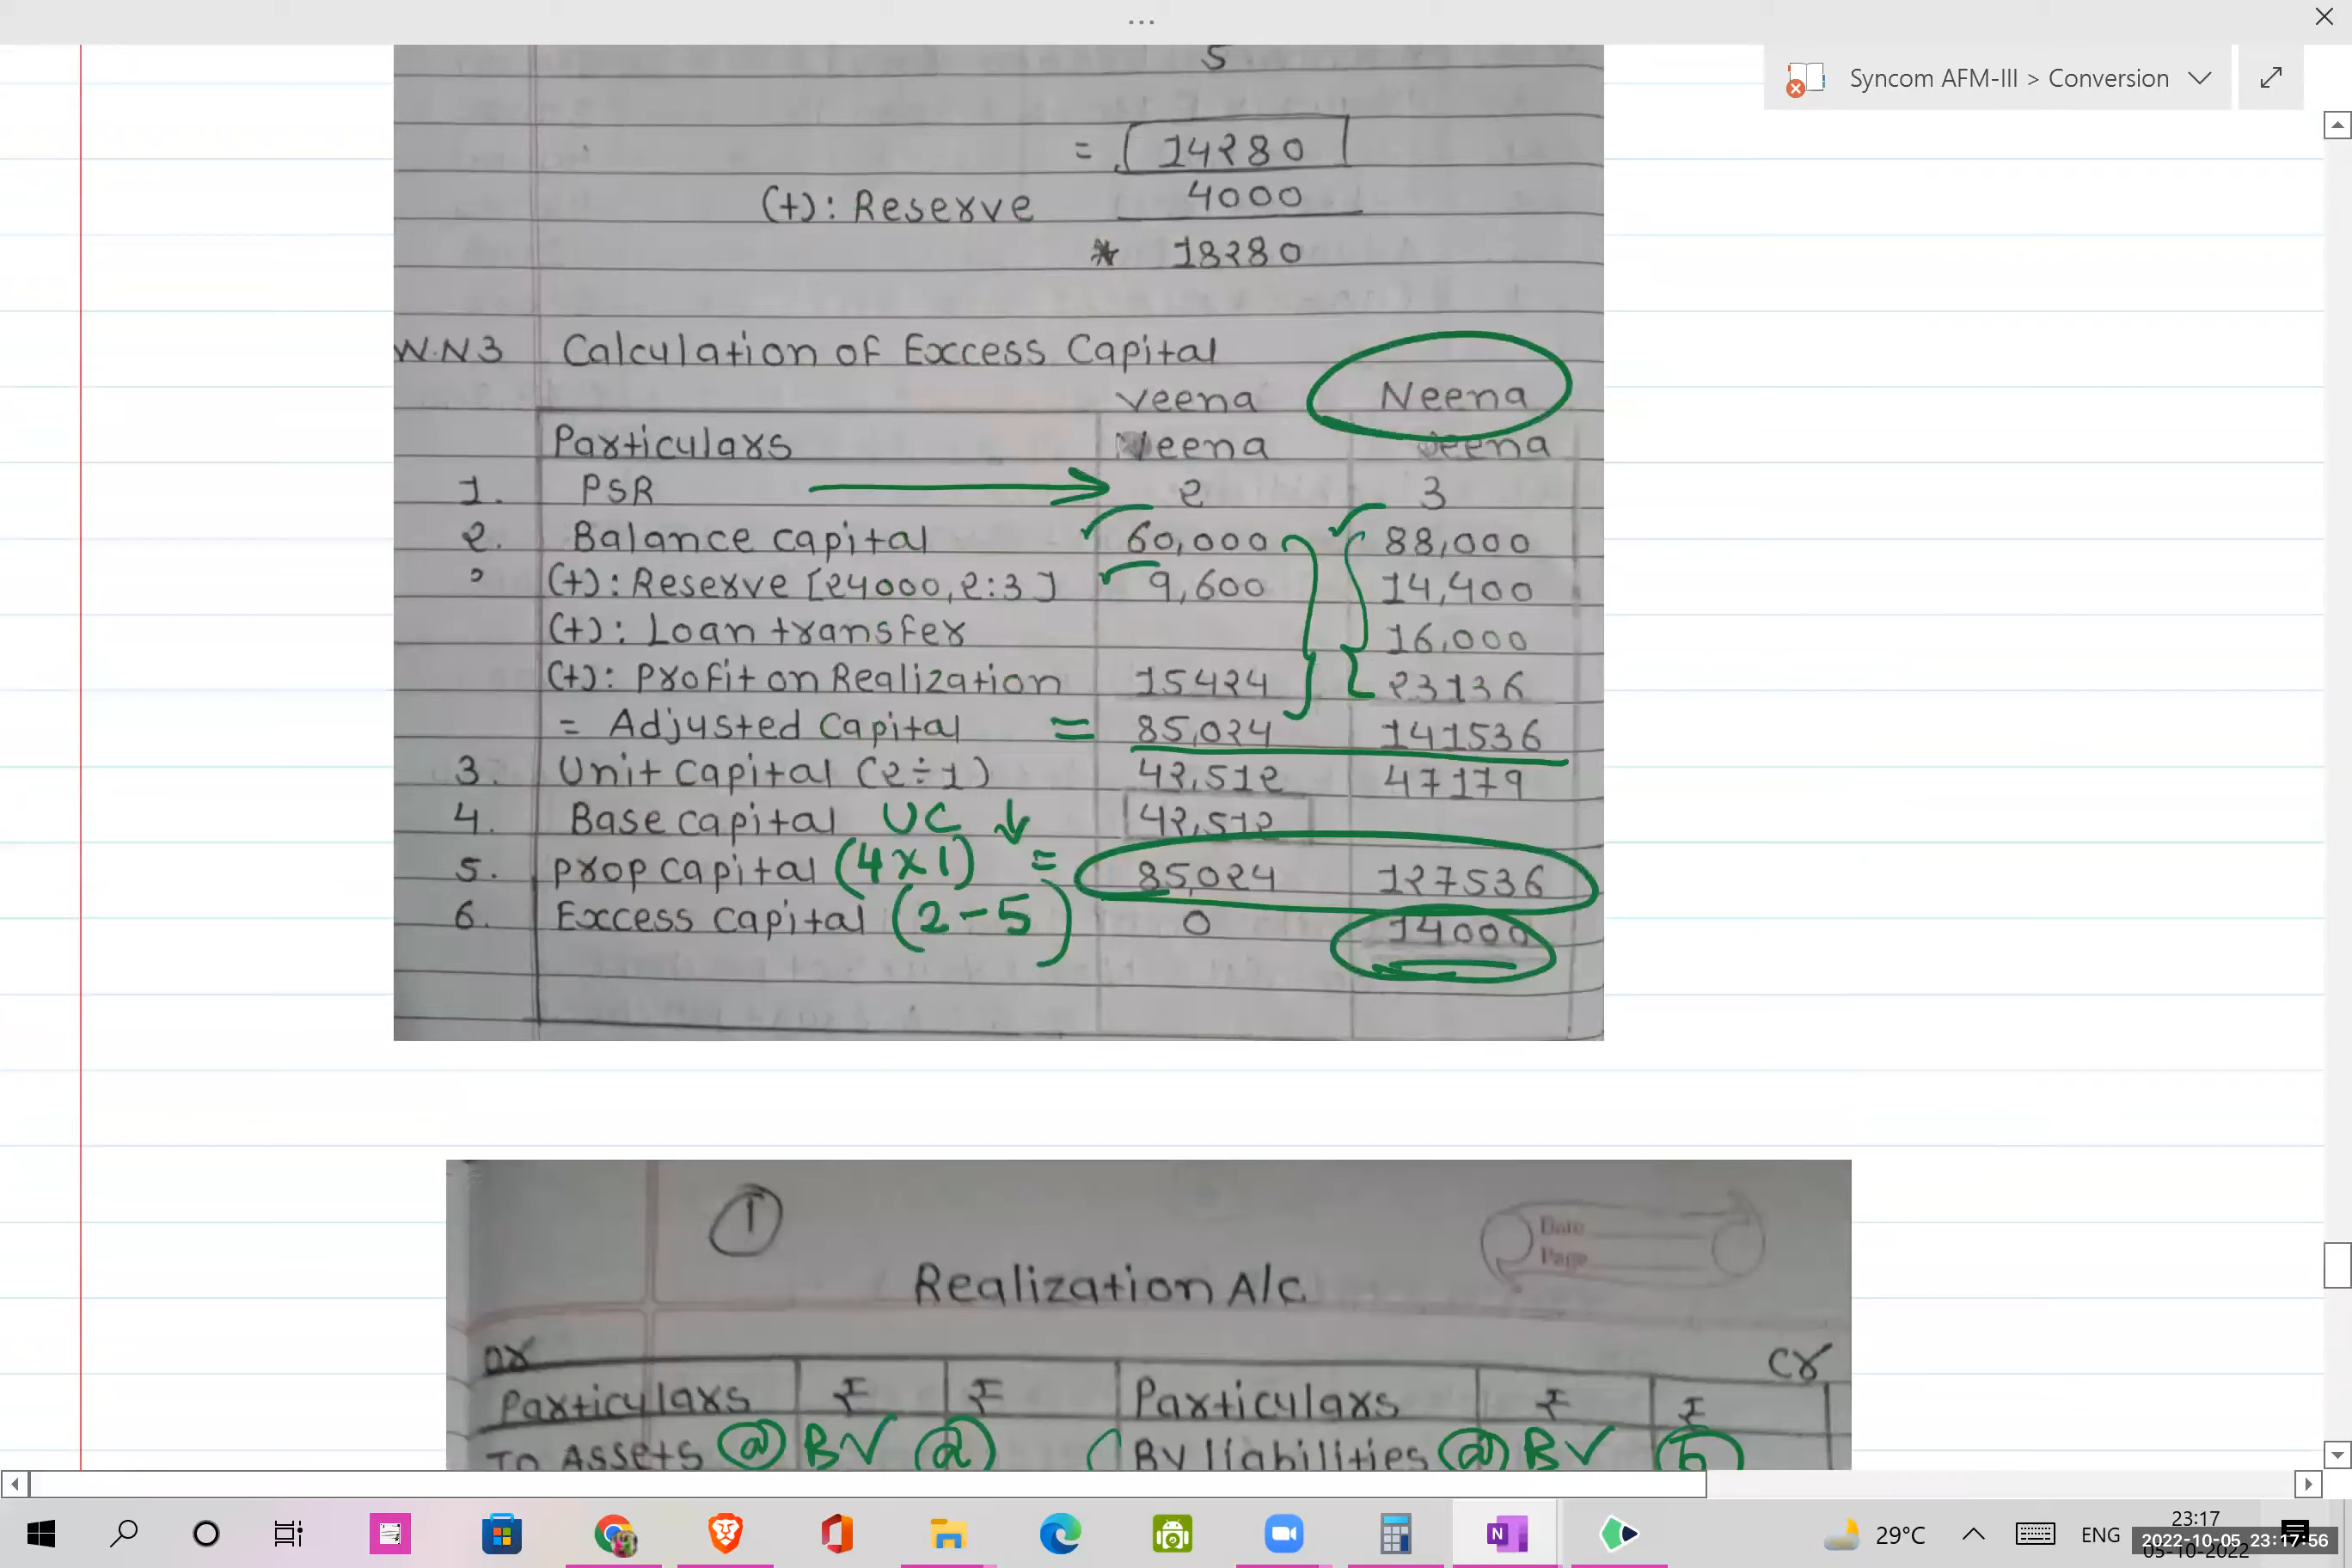 ...
Syncom AFM-III > Conversion
5
= 14280
(+): Reserve 4000
* 18280
W.N3 Calculation of Excess Capital
Veena Neena
Particulars Veena Veena
1. PSR 2 3
2. Balance capital 60,000 88,000
(+): Reserve [24000, 2:3] 9,600 14,400
(+): Loan transfer 16,000
(+): Profit on Realization 15424 23136
= Adjusted Capital = 85,024 141536
3. Unit capital (2÷1) 42,512 47179
4. Base capital UC ↓ 42,512
5. Prop capital (4×1) = 85,024 127536
6. Excess capital (2-5) 0 14000
1
Date
Page
Realization A/c
Dr Cr
Particulars ₹ ₹ Particulars ₹ ₹
To Assets @ BV By liabilities @ BV
29°C ENG 23:17
2022-10-05 23:17:56